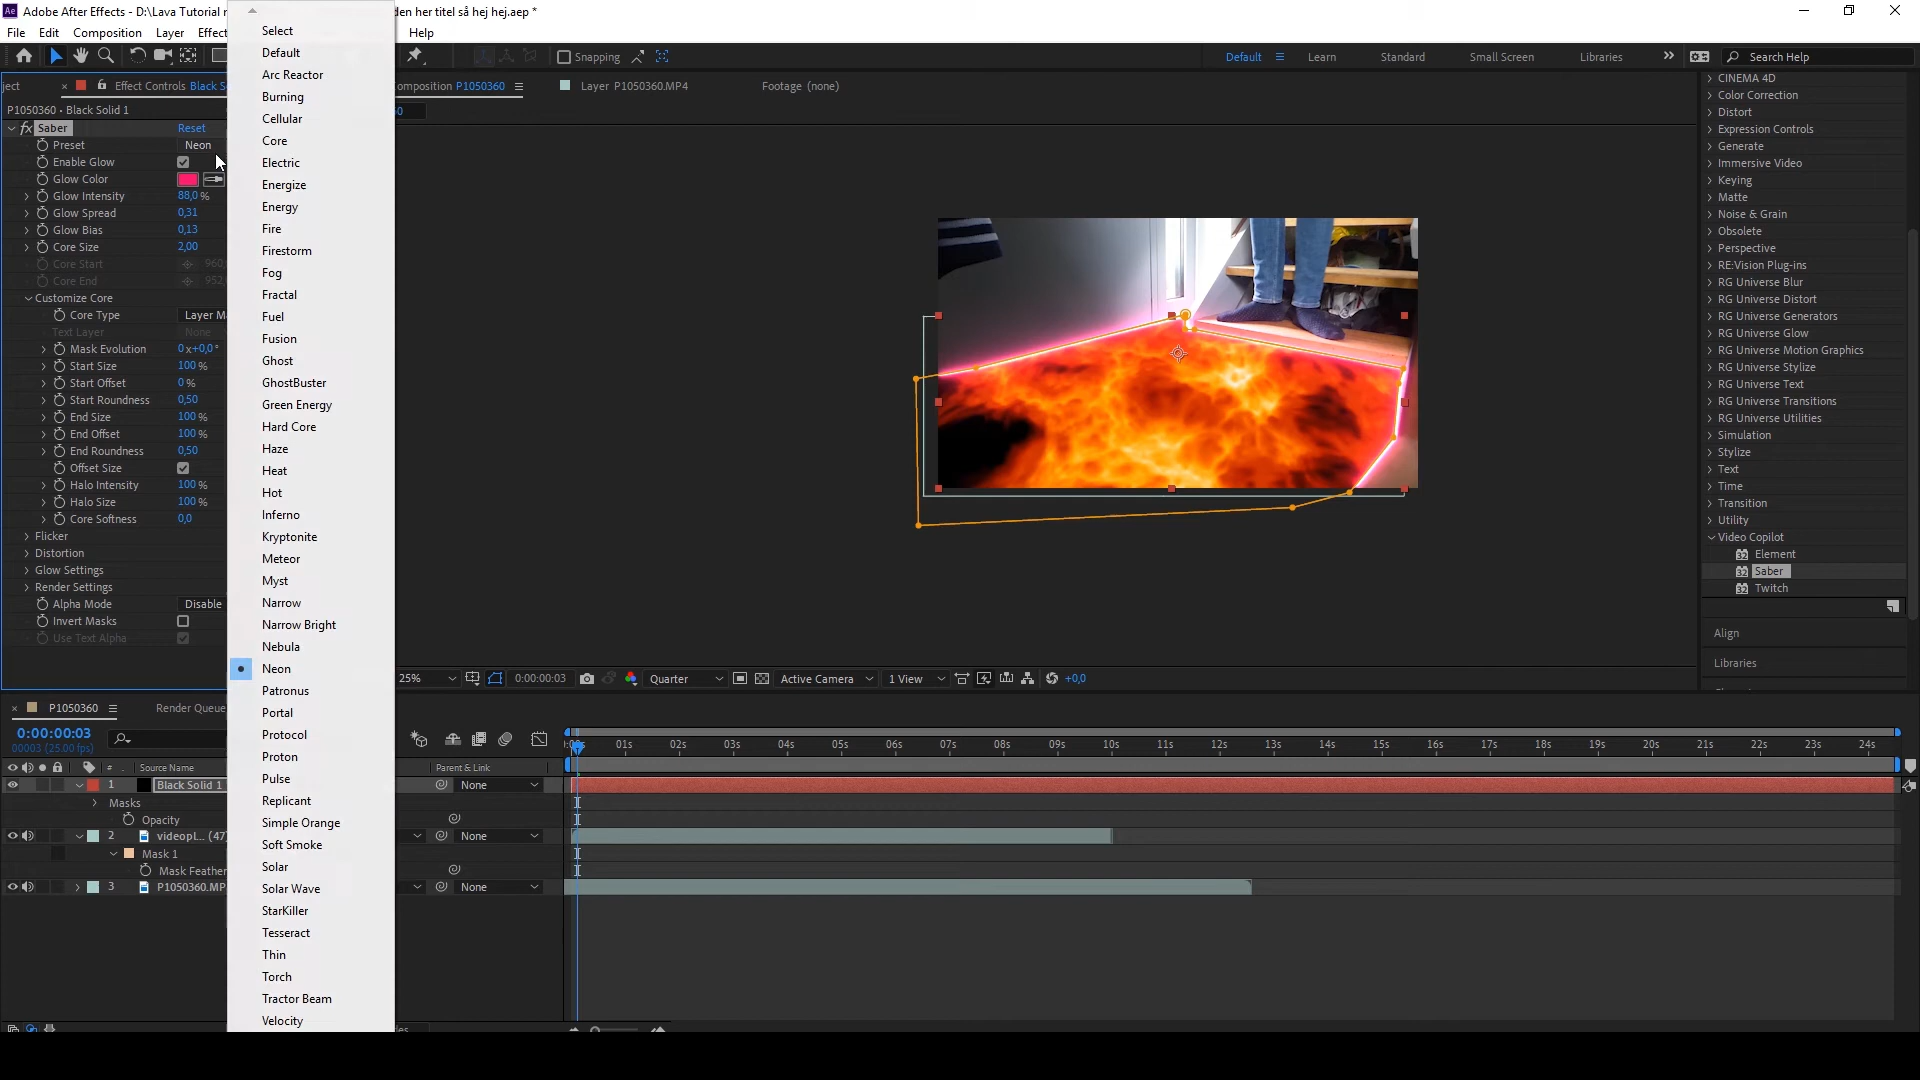 Adobe After Effects - D:\Lava Tutorial
den her titel så hej hej.aep *
File Edit Composition Layer Help
Snapping
Default Learn Standard Small Screen Libraries
Search Help
Effect Controls
P1050360 • Black Solid 1
Saber Reset
Preset Neon
Enable Glow
Glow Color
Glow Intensity 88,0 %
Glow Spread 0,31
Glow Bias 0,13
Core Size 2,00
Core Start
Core End
Customize Core
Core Type
Text Layer None
Mask Evolution 0x+0,0°
Start Size 100 %
Start Offset 0 %
Start Roundness 0,50
End Size 100 %
End Offset 100 %
End Roundness 0,50
Offset Size
Halo Intensity 100 %
Halo Size 100 %
Core Softness 0,0
Flicker
Distortion
Glow Settings
Render Settings
Alpha Mode Disable
Invert Masks
Use Text Alpha
Select
Default
Arc Reactor
Burning
Cellular
Core
Electric
Energize
Energy
Fire
Firestorm
Fog
Fractal
Fuel
Fusion
Ghost
GhostBuster
Green Energy
Hard Core
Haze
Heat
Hot
Inferno
Kryptonite
Meteor
Myst
Narrow
Narrow Bright
Nebula
Neon
Patronus
Portal
Protocol
Proton
Pulse
Replicant
Simple Orange
Soft Smoke
Solar
Solar Wave
StarKiller
Tesseract
Thin
Torch
Tractor Beam
Velocity
P1050360
Layer P1050360.MP4
Footage (none)
25% 0:00:00:03 Quarter Active Camera 1 View +0,0
CINEMA 4D
Color Correction
Distort
Expression Controls
Generate
Immersive Video
Keying
Matte
Noise & Grain
Obsolete
Perspective
RE:Vision Plug-ins
RG Universe Blur
RG Universe Distort
RG Universe Generators
RG Universe Glow
RG Universe Motion Graphics
RG Universe Stylize
RG Universe Text
RG Universe Transitions
RG Universe Utilities
Simulation
Stylize
Text
Time
Transition
Utility
Video Copilot
Element
Saber
Twitch
Align
Libraries
P1050360 Render Queue
0:00:00:03
00003 (25.00 fps)
# Source Name Parent & Link
01s 02s 03s 04s 05s 06s 07s 08s 09s 10s 11s 12s 13s 14s 15s 16s 17s 18s 19s 20s 21s 22s 23s 24s
1 Black Solid 1 None
Masks
Opacity
2 videopl... (47) None
Mask 1
Mask Feather
3 P1050360.MP None